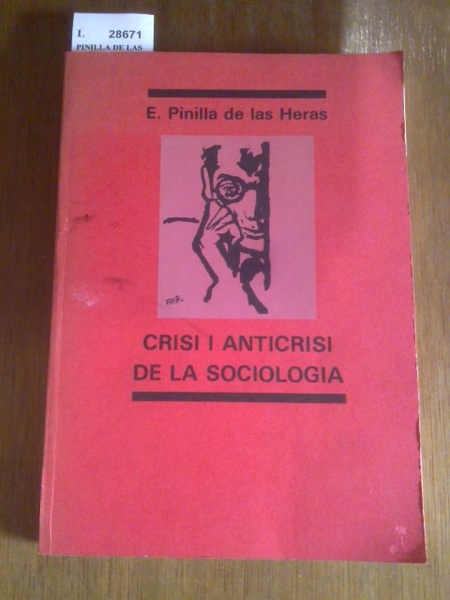 L 28671
PINILLA DE LAS
E. Pinilla de las Heras
CRISI I ANTICRISI
DE LA SOCIOLOGIA